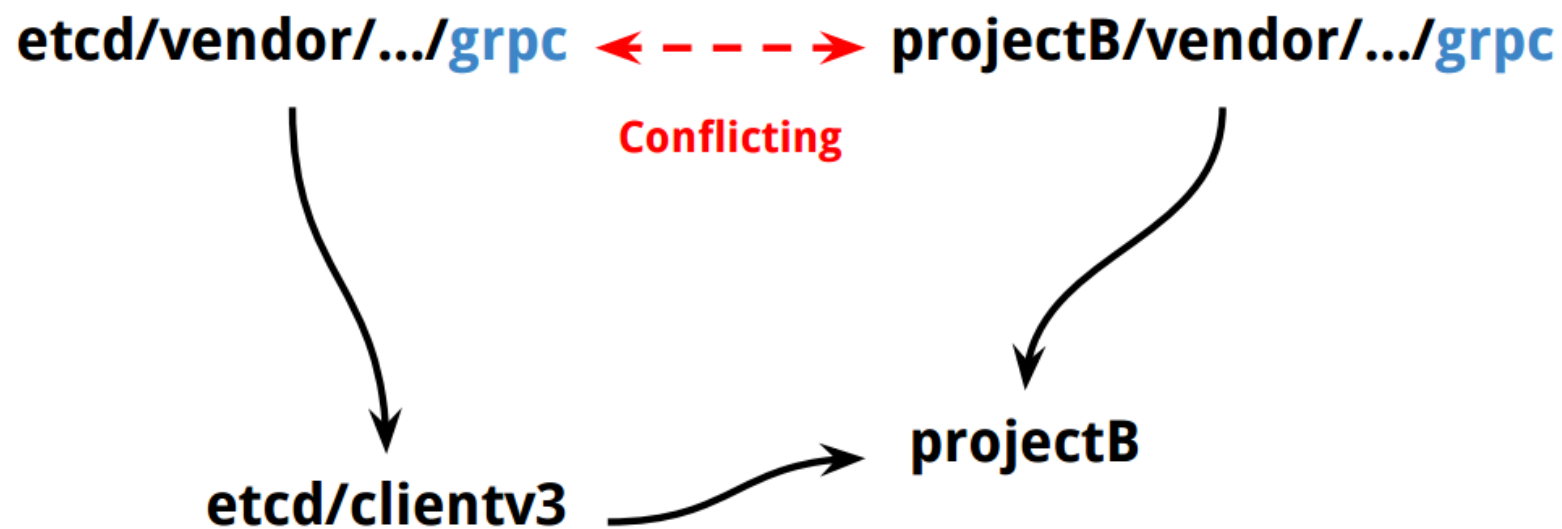 etcd/vendor/.../grpc
projectB/vendor/.../grpc
Conflicting
projectB
etcd/clientv3